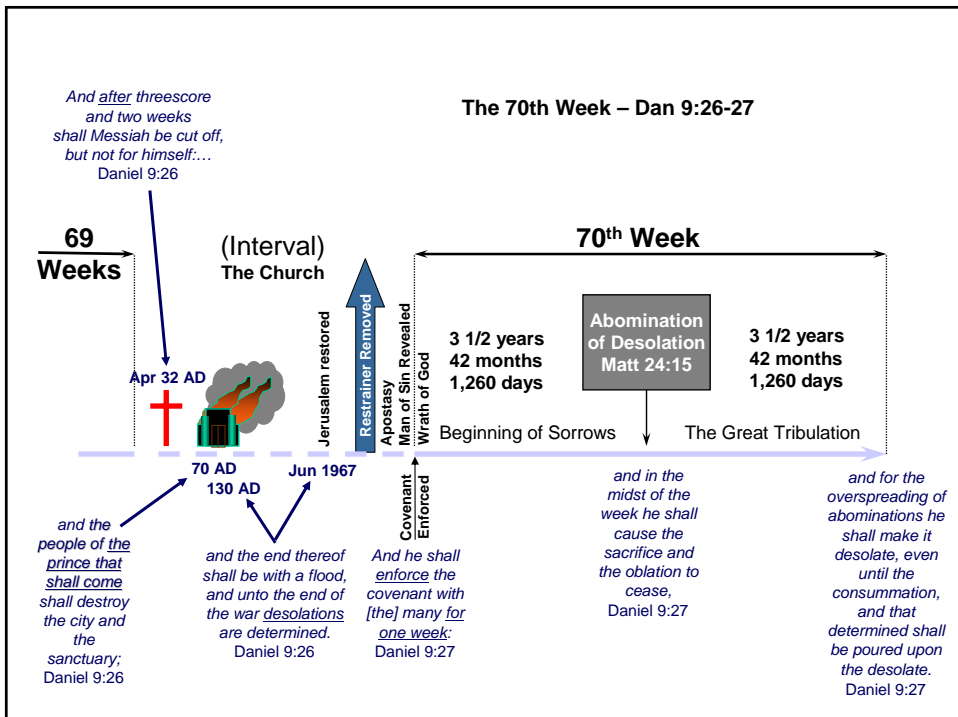 The 70th Week – Dan 9:26-27
And after threescore
and two weeks
shall Messiah be cut off,
but not for himself:…
Daniel 9:26
69
Weeks
(Interval)
The Church
70th Week
Apr 32 AD
Jerusalem restored
Restrainer Removed
Apostasy
Man of Sin Revealed
Wrath of God
3 1/2 years
42 months
1,260 days
Abomination
of Desolation
Matt 24:15
3 1/2 years
42 months
1,260 days
Beginning of Sorrows
The Great Tribulation
70 AD
130 AD
Jun 1967
Covenant
Enforced
and the
people of the
prince that
shall come
shall destroy
the city and
the
sanctuary;
Daniel 9:26
and the end thereof
shall be with a flood,
and unto the end of
the war desolations
are determined.
Daniel 9:26
And he shall
enforce the
covenant with
[the] many for
one week:
Daniel 9:27
and in the
midst of the
week he shall
cause the
sacrifice and
the oblation to
cease,
Daniel 9:27
and for the
overspreading of
abominations he
shall make it
desolate, even
until the
consummation,
and that
determined shall
be poured upon
the desolate.
Daniel 9:27